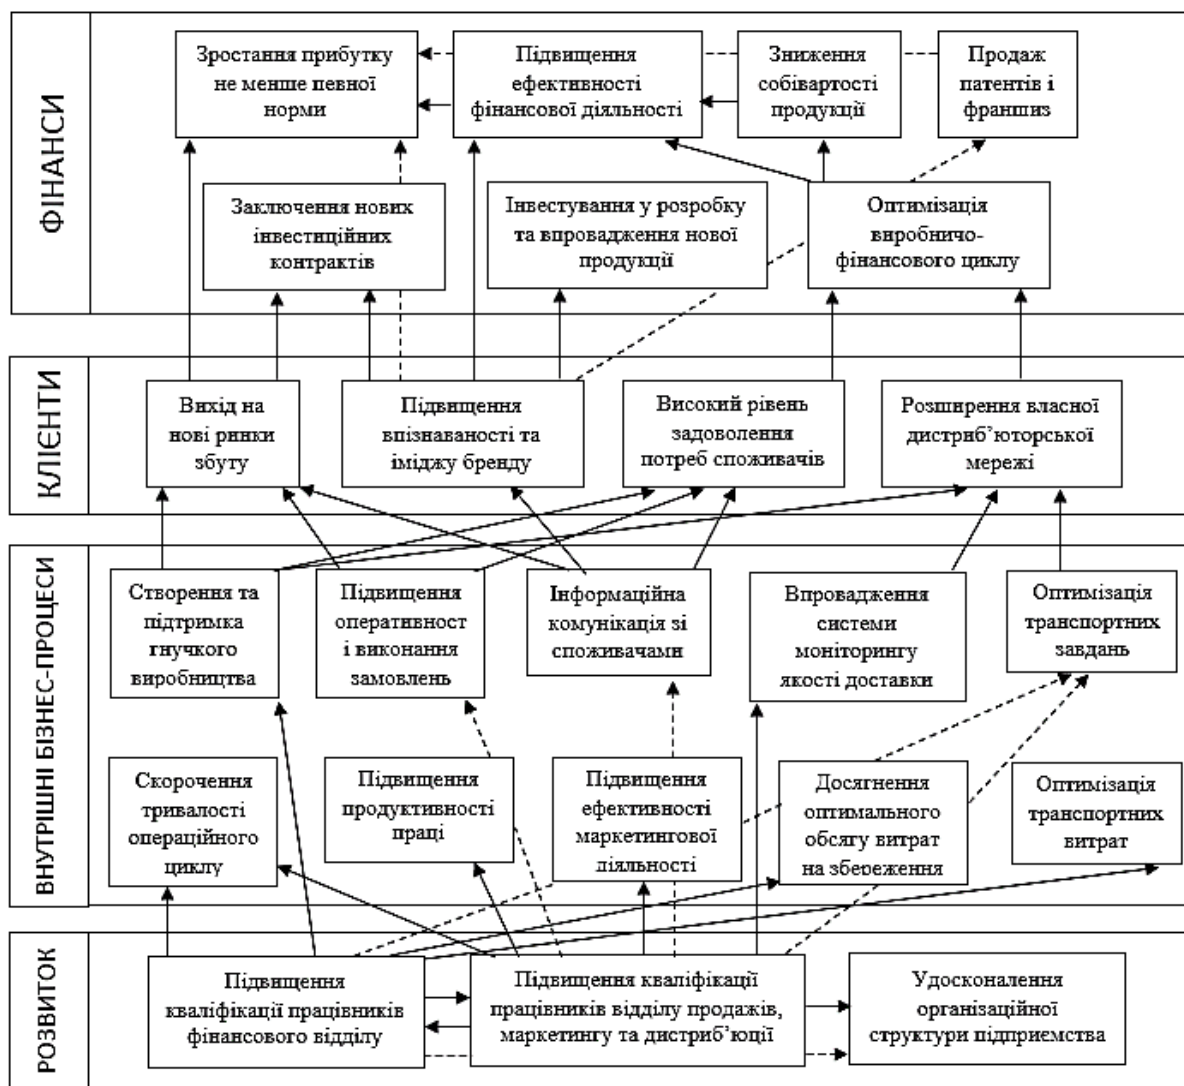 ФІНАНСИ
Зростання прибутку
не менше певної
норми
Підвищення
ефективності
фінансової діяльності
Зниження
собівартості
продукції
Продаж
патентів і
франшиз
Заключення нових
інвестиційних
контрактів
Інвестування у розробку
та впровадження нової
продукції
Оптимізація
виробничо-
фінансового циклу
КЛІЄНТИ
Вихід на
нові ринки
збуту
Підвищення
впізнаваності та
іміджу бренду
Високий рівень
задоволення
потреб споживачів
Розширення власної
дистриб’юторської
мережі
ВНУТРІШНІ БІЗНЕС-ПРОЦЕСИ
Створення та
підтримка
гнучкого
виробництва
Підвищення
оперативност
і виконання
замовлень
Інформаційна
комунікація зі
споживачами
Впровадження
системи
моніторингу
якості доставки
Оптимізація
транспортних
завдань
Скорочення
тривалості
операційного
циклу
Підвищення
продуктивності
праці
Підвищення
ефективності
маркетингової
діяльності
Досягнення
оптимального
обсягу витрат
на збереження
Оптимізація
транспортних
витрат
РОЗВИТОК
Підвищення
кваліфікації працівників
фінансового відділу
Підвищення кваліфікації
працівників відділу продажів,
маркетингу та дистриб’юції
Удосконалення
організаційної
структури підприємства